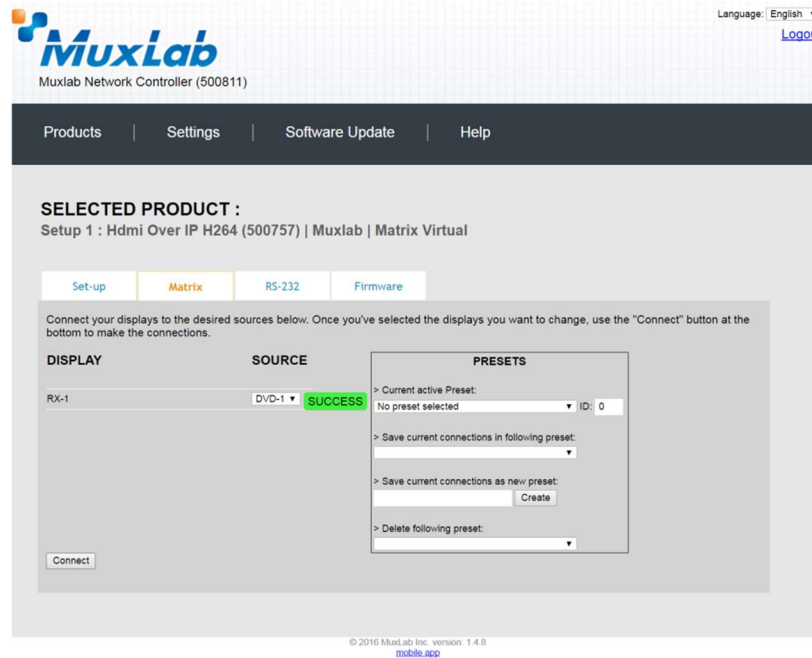 Language: English
Logou
MuxLab
Muxlab Network Controller (500811)
Products | Settings | Software Update | Help
SELECTED PRODUCT :
Setup 1 : Hdmi Over IP H264 (500757) | Muxlab | Matrix Virtual
Set-up Matrix RS-232 Firmware
Connect your displays to the desired sources below. Once you've selected the displays you want to change, use the "Connect" button at the
bottom to make the connections.
DISPLAY SOURCE PRESETS
> Current active Preset:
RX-1 DVD-1 SUCCESS No preset selected ID: 0
> Save current connections in following preset:
> Save current connections as new preset:
Create
> Delete following preset:
Connect
© 2016 MuxLab Inc. version: 1.4.8
mobile app